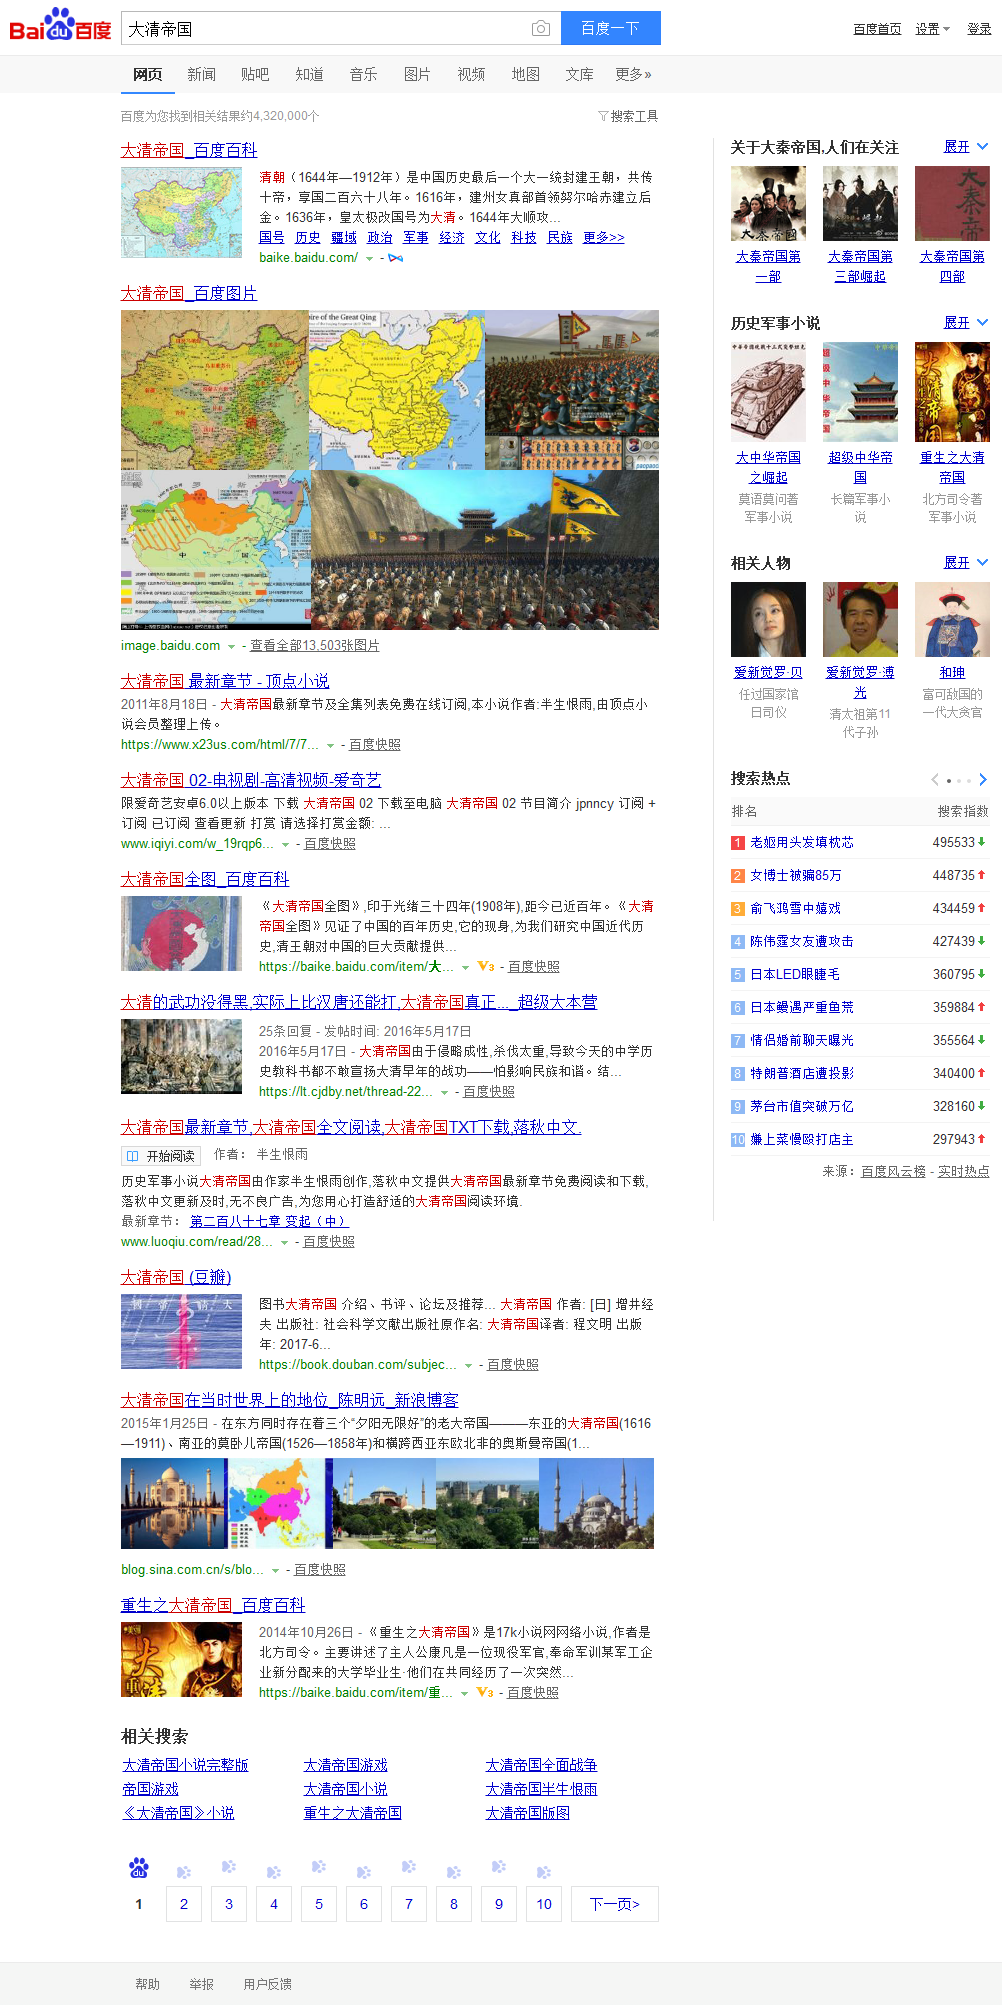 Bai du 百度
大清帝国
百度一下
百度首页 设置 登录
网页 新闻 贴吧 知道 音乐 图片 视频 地图 文库 更多»
百度为您找到相关结果约4,320,000个
搜索工具
大清帝国_百度百科
清朝（1644年—1912年）是中国历史最后一个大一统封建王朝，共传
十帝，享国二百六十八年。1616年，建州女真部首领努尔哈赤建立后
金。1636年，皇太极改国号为大清。1644年大顺攻...
国号 历史 疆域 政治 军事 经济 文化 科技 民族 更多>>
baike.baidu.com/ -
大清帝国_百度图片
image.baidu.com - 查看全部13,503张图片
大清帝国 最新章节 - 顶点小说
2011年8月18日 - 大清帝国最新章节及全集列表免费在线订阅,本小说作者:半生恨雨,由顶点小
说会员整理上传。
https://www.x23us.com/html/7/7... - 百度快照
大清帝国 02-电视剧-高清视频-爱奇艺
限爱奇艺安卓6.0以上版本 下载 大清帝国 02 下载至电脑 大清帝国 02 节目简介 jpnncy 订阅 +
订阅 已订阅 查看更新 打赏 请选择打赏金额: ...
www.iqiyi.com/w_19rqp6... - 百度快照
大清帝国全图_百度百科
《大清帝国全图》,印于光绪三十四年(1908年),距今已近百年。《大清
帝国全图》见证了中国的百年历史,它的现身,为我们研究中国近代历
史,清王朝对中国的巨大贡献提供...
https://baike.baidu.com/item/大... V3 - 百度快照
大清的武功没得黑,实际上比汉唐还能打,大清帝国真正..._超级大本营
25条回复 - 发帖时间: 2016年5月17日
2016年5月17日 - 大清帝国由于侵略成性,杀伐太重,导致今天的中学历
史教科书都不敢宣扬大清早年的战功——怕影响民族和谐。结...
https://lt.cjdby.net/thread-22... - 百度快照
大清帝国最新章节,大清帝国全文阅读,大清帝国TXT下载,落秋中文.
开始阅读 作者： 半生恨雨
历史军事小说大清帝国由作家半生恨雨创作,落秋中文提供大清帝国最新章节免费阅读和下载,
落秋中文更新及时,无不良广告,为您用心打造舒适的大清帝国阅读环境.
最新章节： 第二百八十七章 变起（中）
www.luoqiu.com/read/28... - 百度快照
大清帝国 (豆瓣)
图书大清帝国 介绍、书评、论坛及推荐... 大清帝国 作者: [日] 增井经
夫 出版社: 社会科学文献出版社原作名: 大清帝国译者: 程文明 出版
年: 2017-6...
https://book.douban.com/subjec... - 百度快照
大清帝国在当时世界上的地位_陈明远_新浪博客
2015年1月25日 - 在东方同时存在着三个“夕阳无限好”的老大帝国———东亚的大清帝国(1616
—1911)、南亚的莫卧儿帝国(1526—1858年)和横跨西亚东欧北非的奥斯曼帝国(1...
blog.sina.com.cn/s/blo... - 百度快照
重生之大清帝国_百度百科
2014年10月26日 - 《重生之大清帝国》是17k小说网网络小说,作者是
北方司令。主要讲述了主人公康凡是一位现役军官,奉命军训某军工企
业新分配来的大学毕业生·他们在共同经历了一次突然...
https://baike.baidu.com/item/重... V3 - 百度快照
相关搜索
大清帝国小说完整版 大清帝国游戏 大清帝国全面战争
帝国游戏 大清帝国小说 大清帝国半生恨雨
《大清帝国》小说 重生之大清帝国 大清帝国版图
1 2 3 4 5 6 7 8 9 10 下一页>
帮助 举报 用户反馈
关于大秦帝国,人们在关注 展开
大秦帝国第一部 大秦帝国第三部崛起 大秦帝国第四部
历史军事小说 展开
大中华帝国之崛起 超级中华帝国 重生之大清帝国
莫语莫问著军事小说 长篇军事小说 北方司令著军事小说
相关人物 展开
爱新觉罗·贝 爱新觉罗·溥光 和珅
任过国家馆日司仪 清太祖第11代子孙 富可敌国的一代大贪官
搜索热点
排名 搜索指数
1 老妪用头发填枕芯 495533
2 女博士被骗85万 448735
3 俞飞鸿雪中嬉戏 434459
4 陈伟霆女友遭攻击 427439
5 日本LED眼睫毛 360795
6 日本鳗遇严重鱼荒 359884
7 情侣婚前聊天曝光 355564
8 特朗普酒店遭投影 340400
9 茅台市值突破万亿 328160
10 嫌上菜慢殴打店主 297943
来源：百度风云榜 - 实时热点